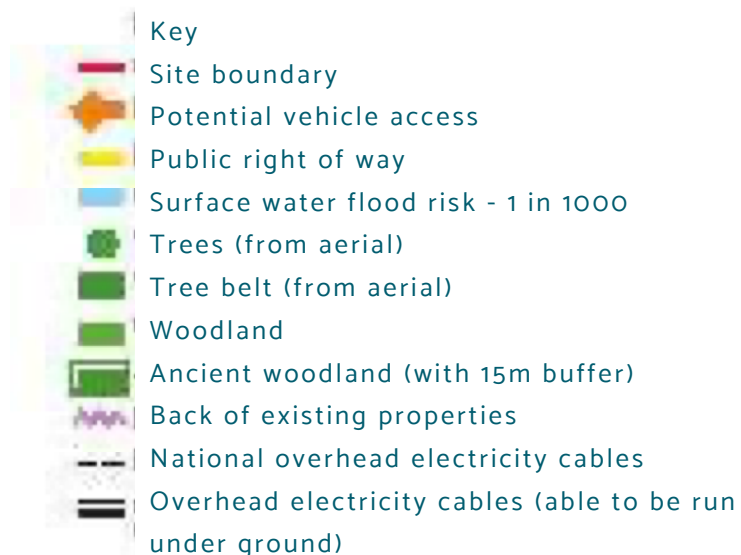 Key
Site boundary
Potential vehicle access
Public right of way
Surface water flood risk - 1 in 1000
Trees (from aerial)
Tree belt (from aerial)
Woodland
Ancient woodland (with 15m buffer)
Back of existing properties
National overhead electricity cables
Overhead electricity cables (able to be run
under ground)